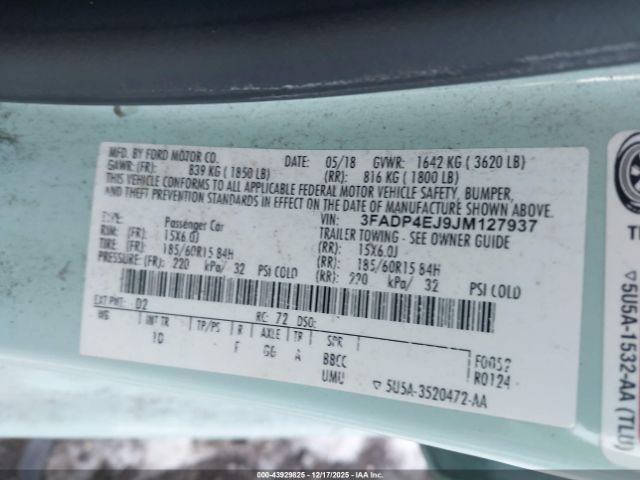 MFD. BY FORD MOTOR CO. DATE: 05/18 GVWR: 1642 KG ( 3620 LB)
GAWR: (FR): 839 KG ( 1850 LB) (RR): 816 KG ( 1800 LB)
THIS VEHICLE CONFORMS TO ALL APPLICABLE FEDERAL MOTOR VEHICLE SAFETY, BUMPER,
AND THEFT PREVENTION STANDARDS IN EFFECT ON THE DATE OF MANUFACTURE SHOWN ABOVE.
VIN: 3FADP4EJ9JM127937
TYPE: Passenger Car TRAILER TOWING - SEE OWNER GUIDE
RIM: (FR): 15X6.0J (RR): 15X6.0J
TIRE: (FR): 185/60R15 84H (RR): 185/60R15 84H
PRESSURE: (FR): 220 kPa/ 32 PSI COLD (RR): 220 kPa/ 32 PSI COLD
EXT PNT: D2 RC: 72 DSO:
WB INT TR TP/PS R AXLE TR SPR
ID F GG A BBCC F0032
UMU R0124
▽ 5U5A-3520472-AA
▽ 5U5A-1532-AA (TLU)
000-43929825 - 12/17/2025 - IAA Inc.